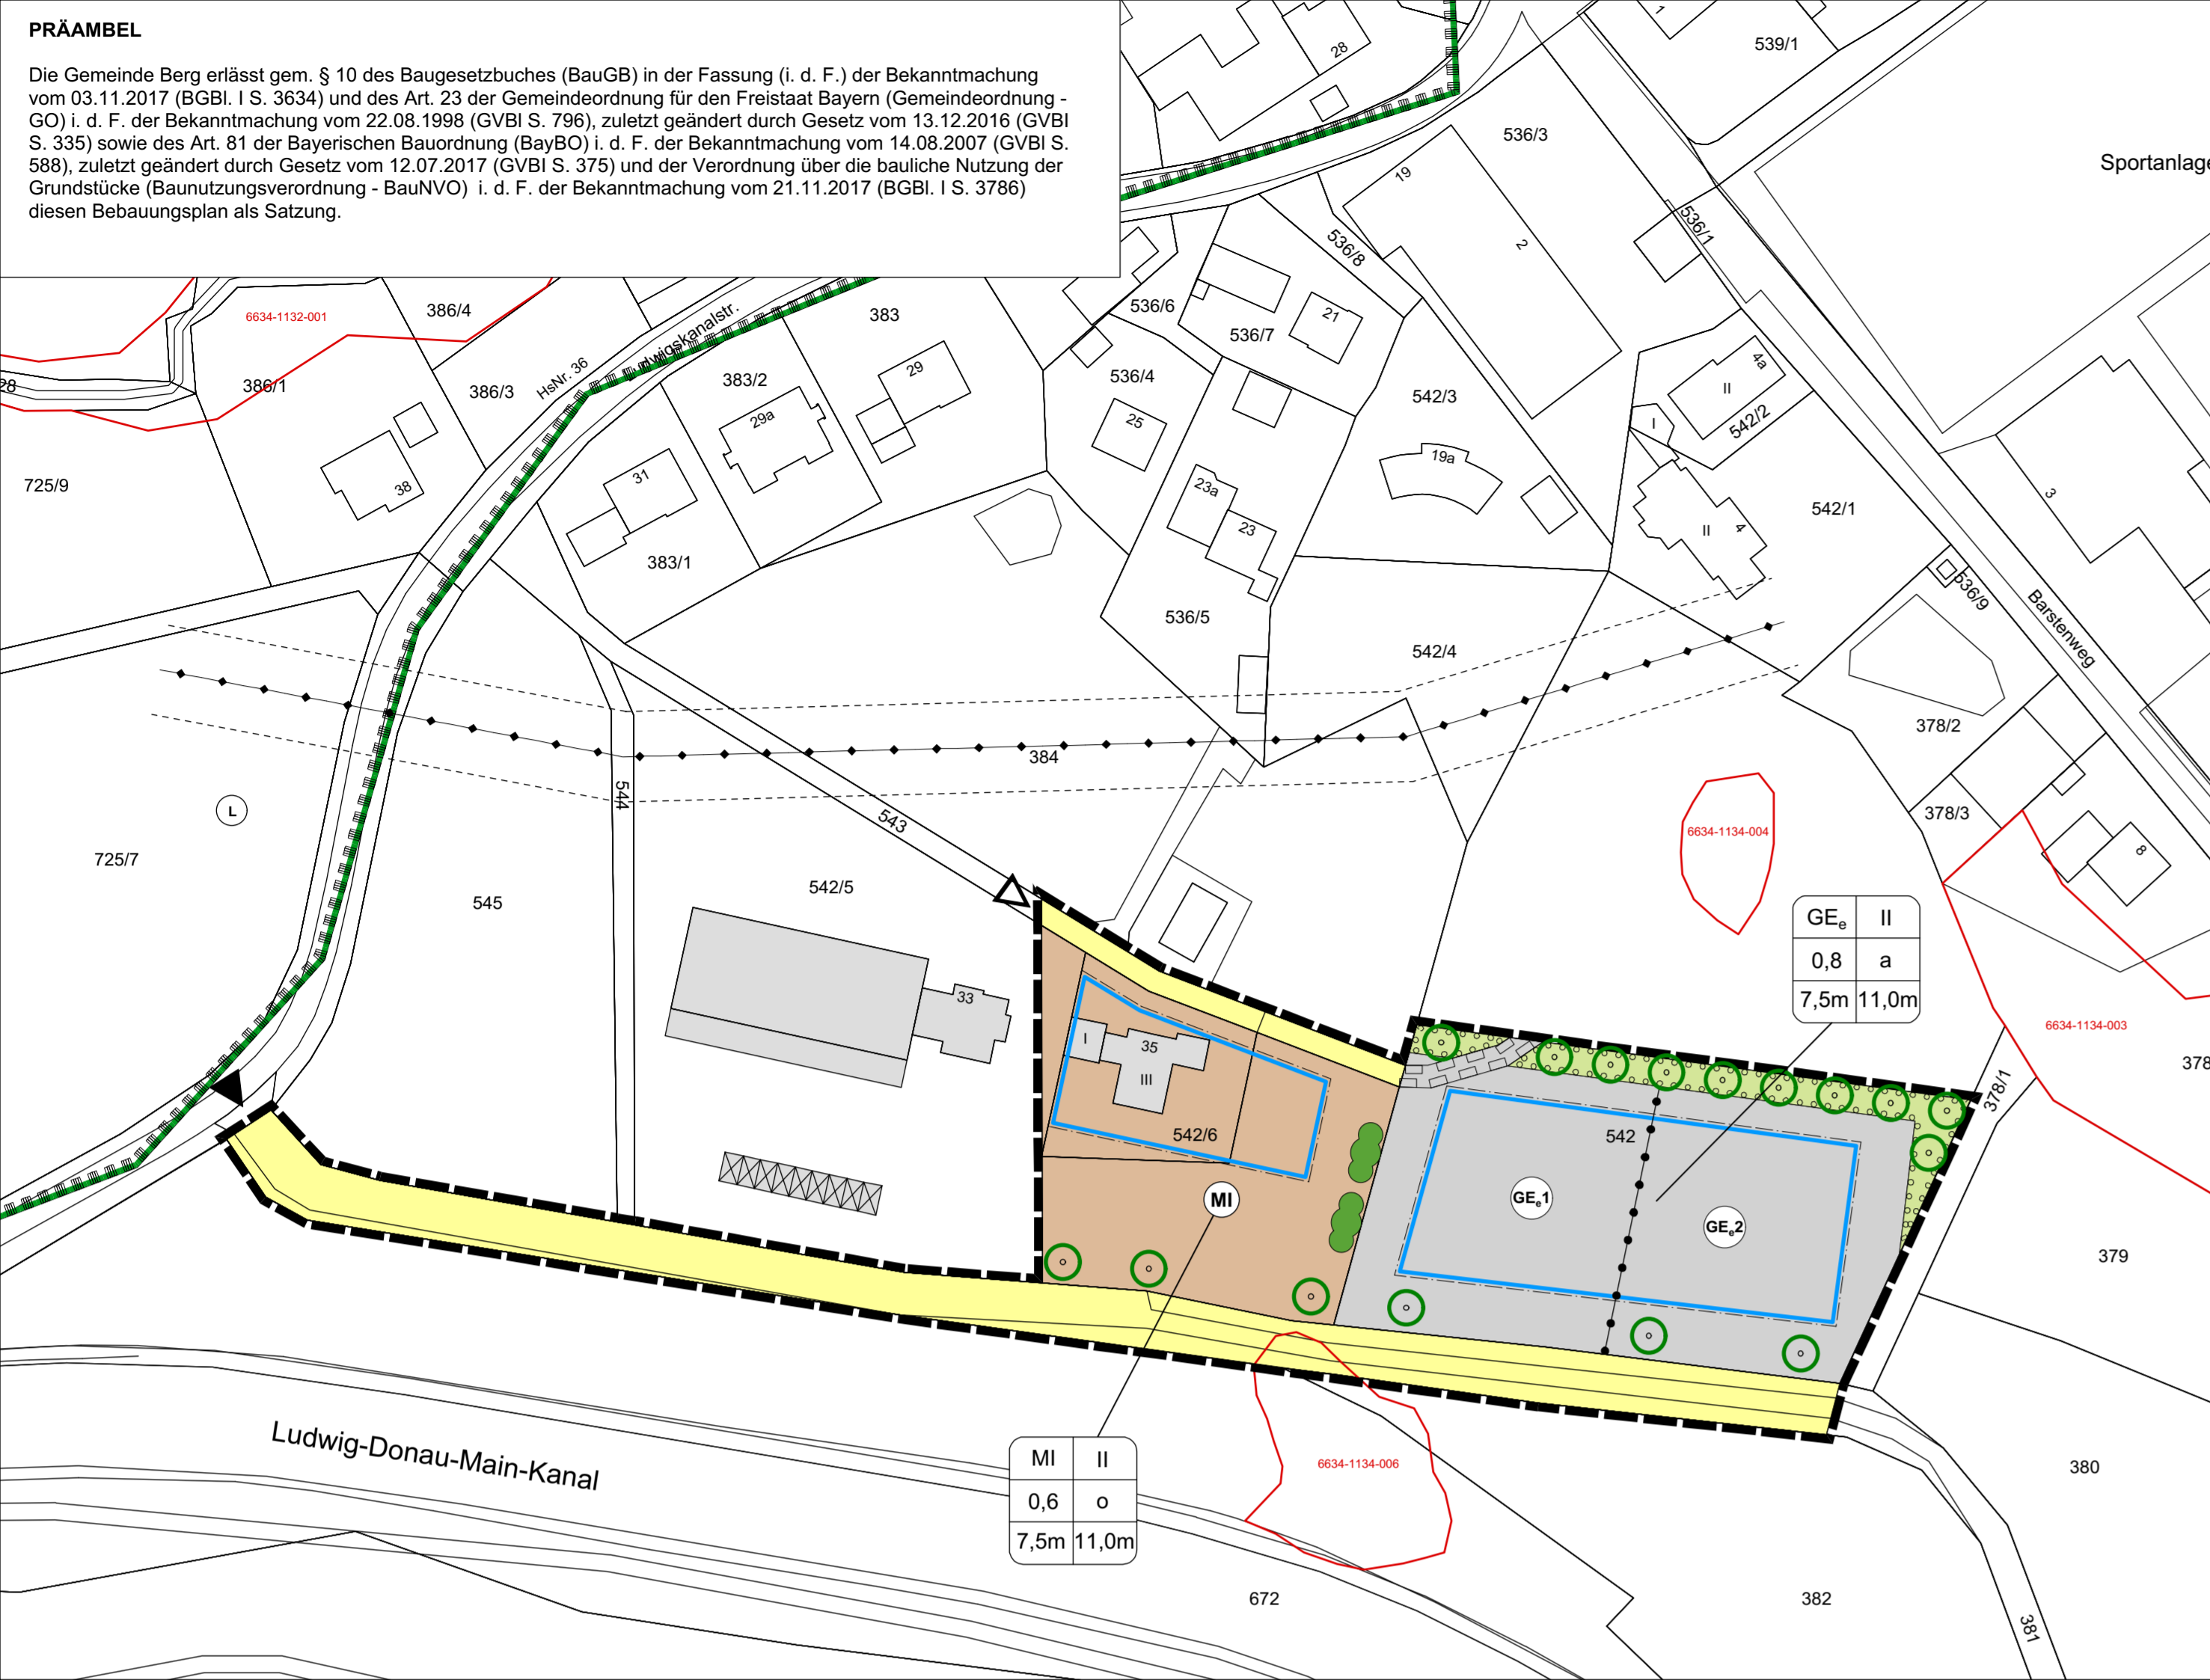 PRÄAMBEL
Die Gemeinde Berg erlässt gem. § 10 des Baugesetzbuches (BauGB) in der Fassung (i. d. F.) der Bekanntmachung
vom 03.11.2017 (BGBl. I S. 3634) und des Art. 23 der Gemeindeordnung für den Freistaat Bayern (Gemeindeordnung -
GO) i. d. F. der Bekanntmachung vom 22.08.1998 (GVBl S. 796), zuletzt geändert durch Gesetz vom 13.12.2016 (GVBl
S. 335) sowie des Art. 81 der Bayerischen Bauordnung (BayBO) i. d. F. der Bekanntmachung vom 14.08.2007 (GVBl S.
588), zuletzt geändert durch Gesetz vom 12.07.2017 (GVBl S. 375) und der Verordnung über die bauliche Nutzung der
Grundstücke (Baunutzungsverordnung - BauNVO) i. d. F. der Bekanntmachung vom 21.11.2017 (BGBl. I S. 3786)
diesen Bebauungsplan als Satzung.
28
1
539/1
536/3
Sportanlage
19
2
536/1
536/8
6634-1132-001
386/4
383
536/6
536/7
21
28
386/1
386/3
HsNr. 36
383/2
29
29a
536/4
25
542/3
4a
II
542/2
I
725/9
38
31
383/1
23a
23
19a
II
4
542/1
3
536/9
Barstenweg
536/5
542/4
378/2
384
544
543
L
725/7
545
542/5
6634-1134-004
378/3
8
GEe II
0,8 a
7,5m 11,0m
33
6634-1134-003
378
378/1
I
35
III
542/6
542
MI
GEe1
GEe2
379
Ludwig-Donau-Main-Kanal
MI II
0,6 o
7,5m 11,0m
6634-1134-006
380
672
382
381